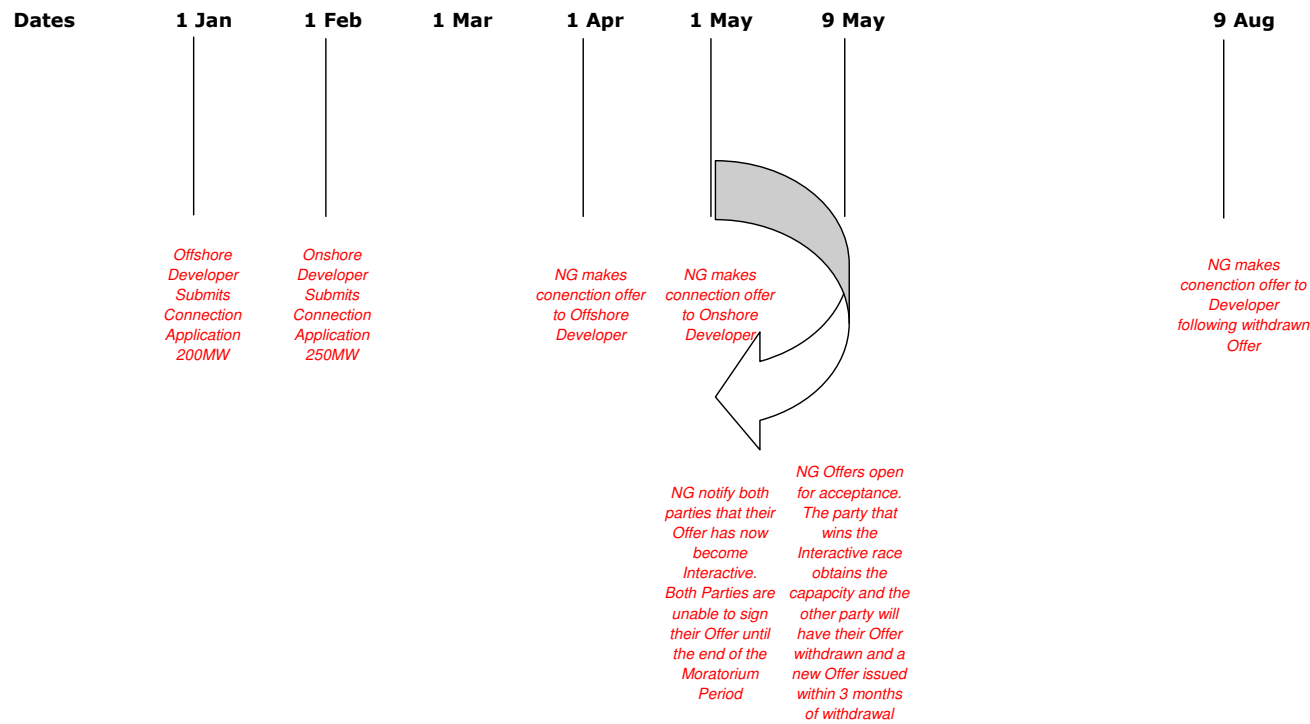 Dates
1 Jan
1 Feb
1 Mar
1 Apr
1 May
9 May
9 Aug
Offshore
Developer
Submits
Connection
Application
200MW
Onshore
Developer
Submits
Connection
Application
250MW
NG makes
conenction offer
to Offshore
Developer
NG makes
connection offer
to Onshore
Developer
NG makes
conenction offer to
Developer
following withdrawn
Offer
NG notify both
parties that their
Offer has now
become
Interactive.
Both Parties are
unable to sign
their Offer until
the end of the
Moratorium
Period
NG Offers open
for acceptance.
The party that
wins the
Interactive race
obtains the
capapcity and the
other party will
have their Offer
withdrawn and a
new Offer issued
within 3 months
of withdrawal